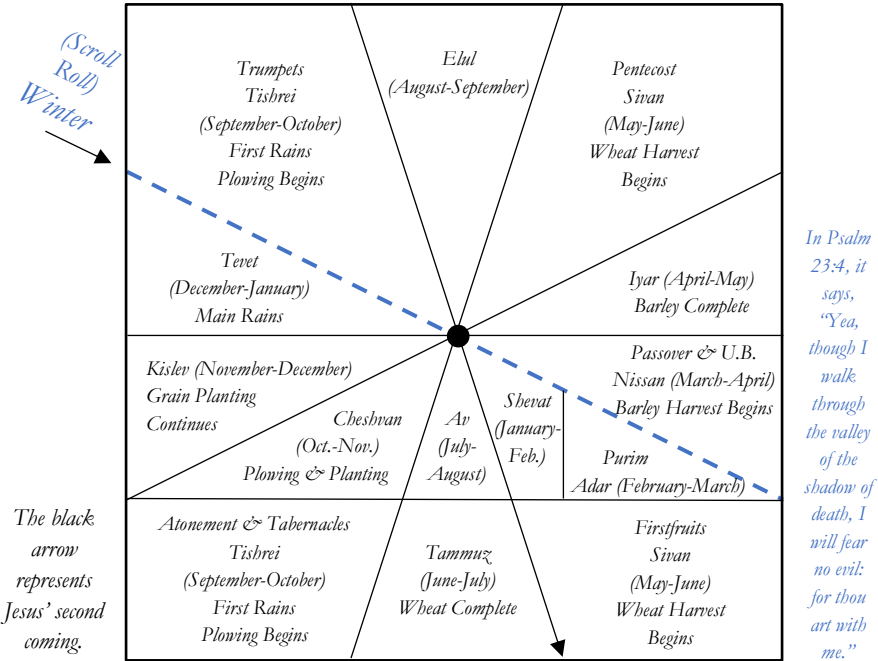 (Scroll
Roll)
Winter
Trumpets
Tishrei
(September-October)
First Rains
Plowing Begins
Elul
(August-September)
Pentecost
Sivan
(May-June)
Wheat Harvest
Begins
Tevet
(December-January)
Main Rains
Iyar (April-May)
Barley Complete
Kislev (November-December)
Grain Planting
Continues
Cheshvan
(Oct.-Nov.)
Plowing & Planting
Av
(July-
August)
Shevat
(January-
Feb.)
Passover & U.B.
Nissan (March-April)
Barley Harvest Begins
Purim
Adar (February-March)
Atonement & Tabernacles
Tishrei
(September-October)
First Rains
Plowing Begins
Tammuz
(June-July)
Wheat Complete
Firstfruits
Sivan
(May-June)
Wheat Harvest
Begins
The black
arrow
represents
Jesus’ second
coming.
In Psalm
23:4, it
says,
“Yea,
though I
walk
through
the valley
of the
shadow of
death, I
will fear
no evil:
for thou
art with
me.”